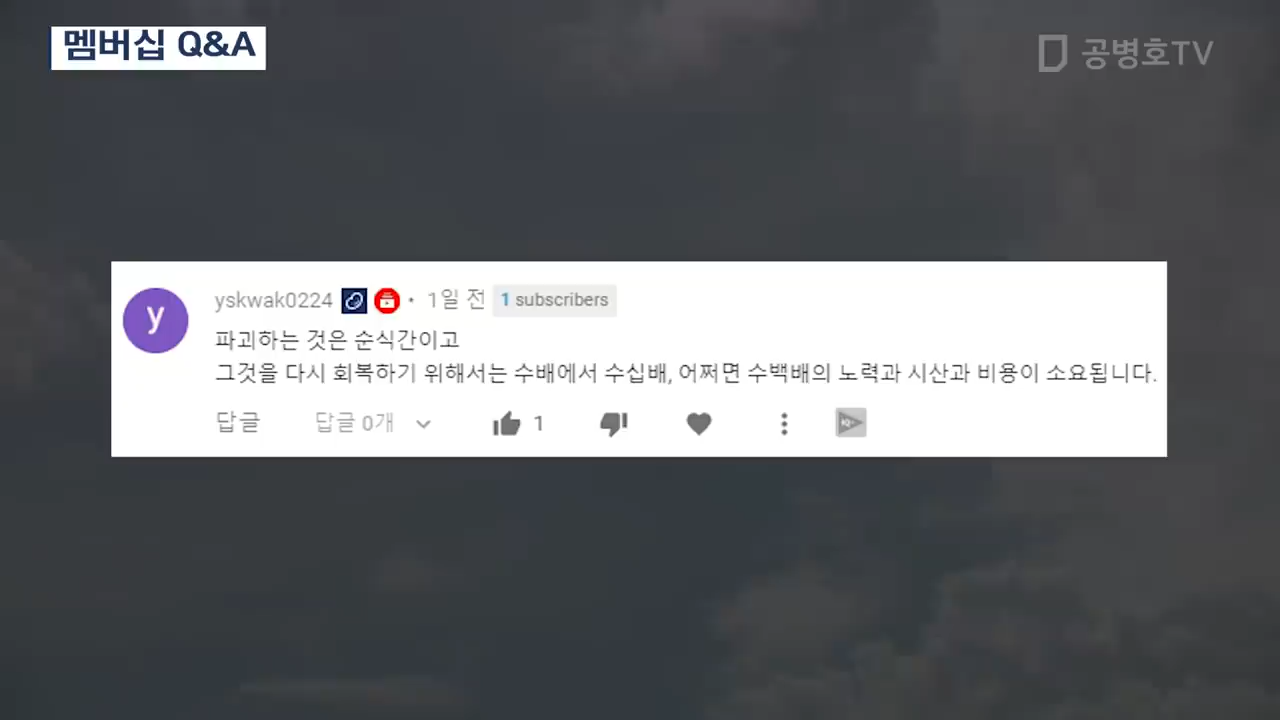 멤버십 Q&A
공병호TV
y
yskwak0224 • 1일 전 1 subscribers
파괴하는 것은 순식간이고
그것을 다시 회복하기 위해서는 수배에서 수십배, 어쩌면 수백배의 노력과 시산과 비용이 소요됩니다.
답글 답글 0개 1